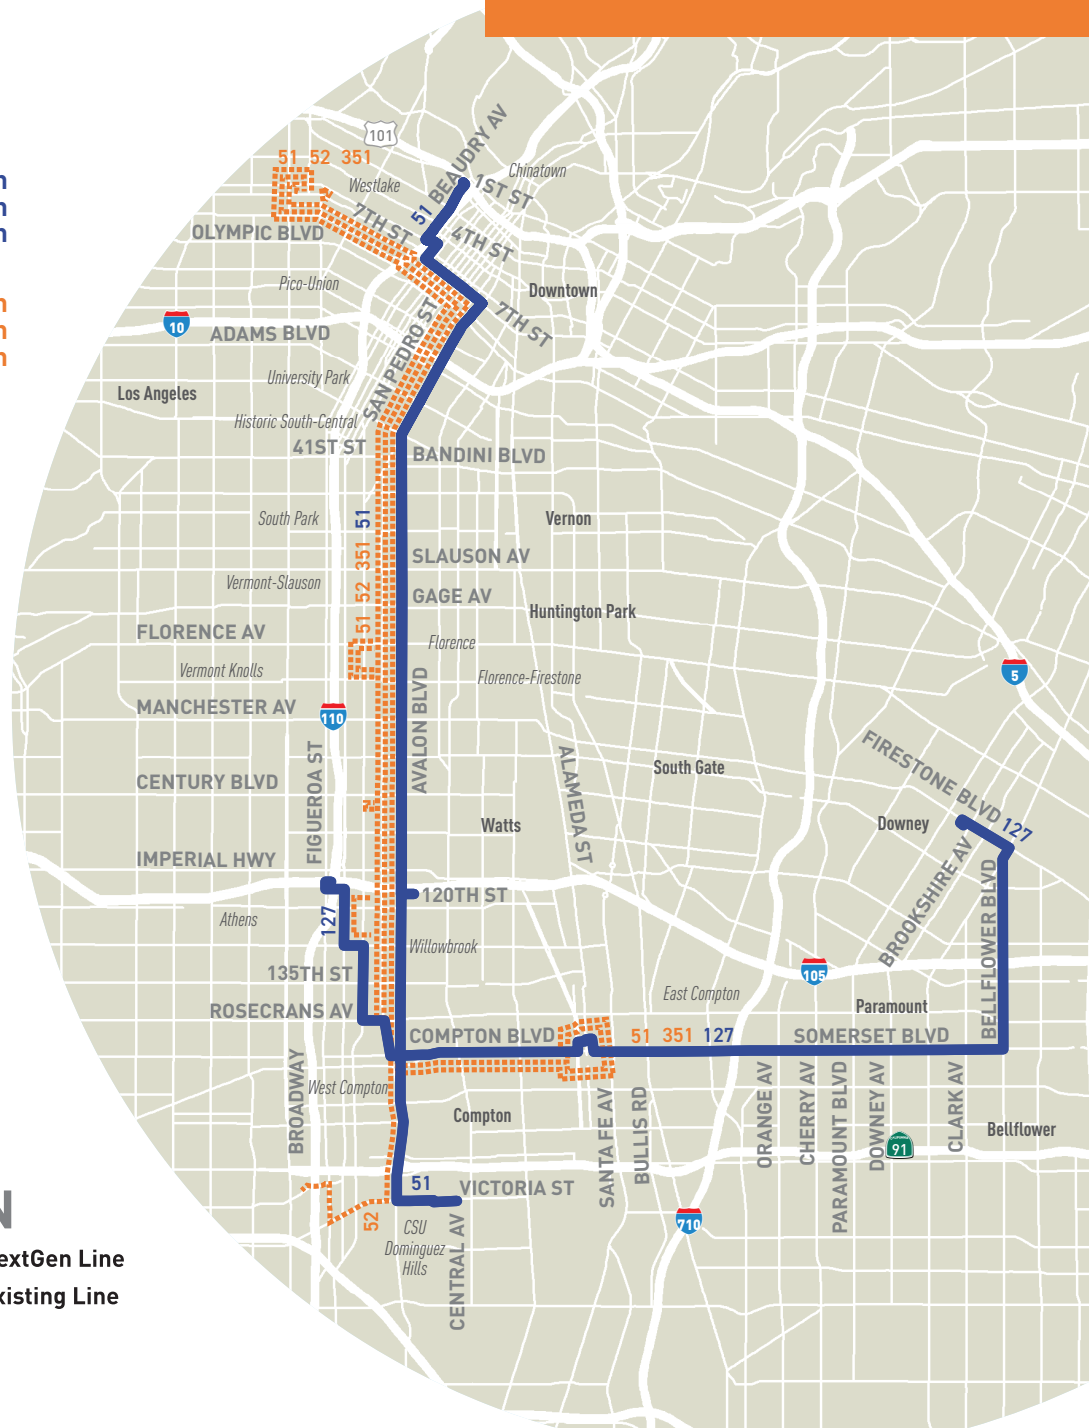 n
n
n
n
n
n
101
51 52 351
BEAUDRY AV
Chinatown
Westlake
1ST ST
51
7TH ST
4TH ST
OLYMPIC BLVD
Pico-Union
Downtown
7TH ST
10
ADAMS BLVD
SAN PEDRO ST
University Park
Los Angeles
Historic South-Central
41ST ST
BANDINI BLVD
South Park
51 52 351 51
Vernon
SLAUSON AV
Vermont-Slauson
GAGE AV
Huntington Park
FLORENCE AV
Florence
Vermont Knolls
Florence-Firestone
5
MANCHESTER AV
110
AVALON BLVD
FIGUEROA ST
ALAMEDA ST
South Gate
FIRESTONE BLVD
127
CENTURY BLVD
Watts
Downey
IMPERIAL HWY
BROOKSHIRE AV
BELLFLOWER BLVD
120TH ST
127
Athens
Willowbrook
135TH ST
105
East Compton
Paramount
ROSECRANS AV
COMPTON BLVD
51 351 127
SOMERSET BLVD
BROADWAY
West Compton
Compton
SANTA FE AV
BULLIS RD
ORANGE AV
CHERRY AV
PARAMOUNT BLVD
DOWNEY AV
CLARK AV
CALIFORNIA
91
Bellflower
51
VICTORIA ST
52
CSU
Dominguez
Hills
CENTRAL AV
710
N
extGen Line
xisting Line